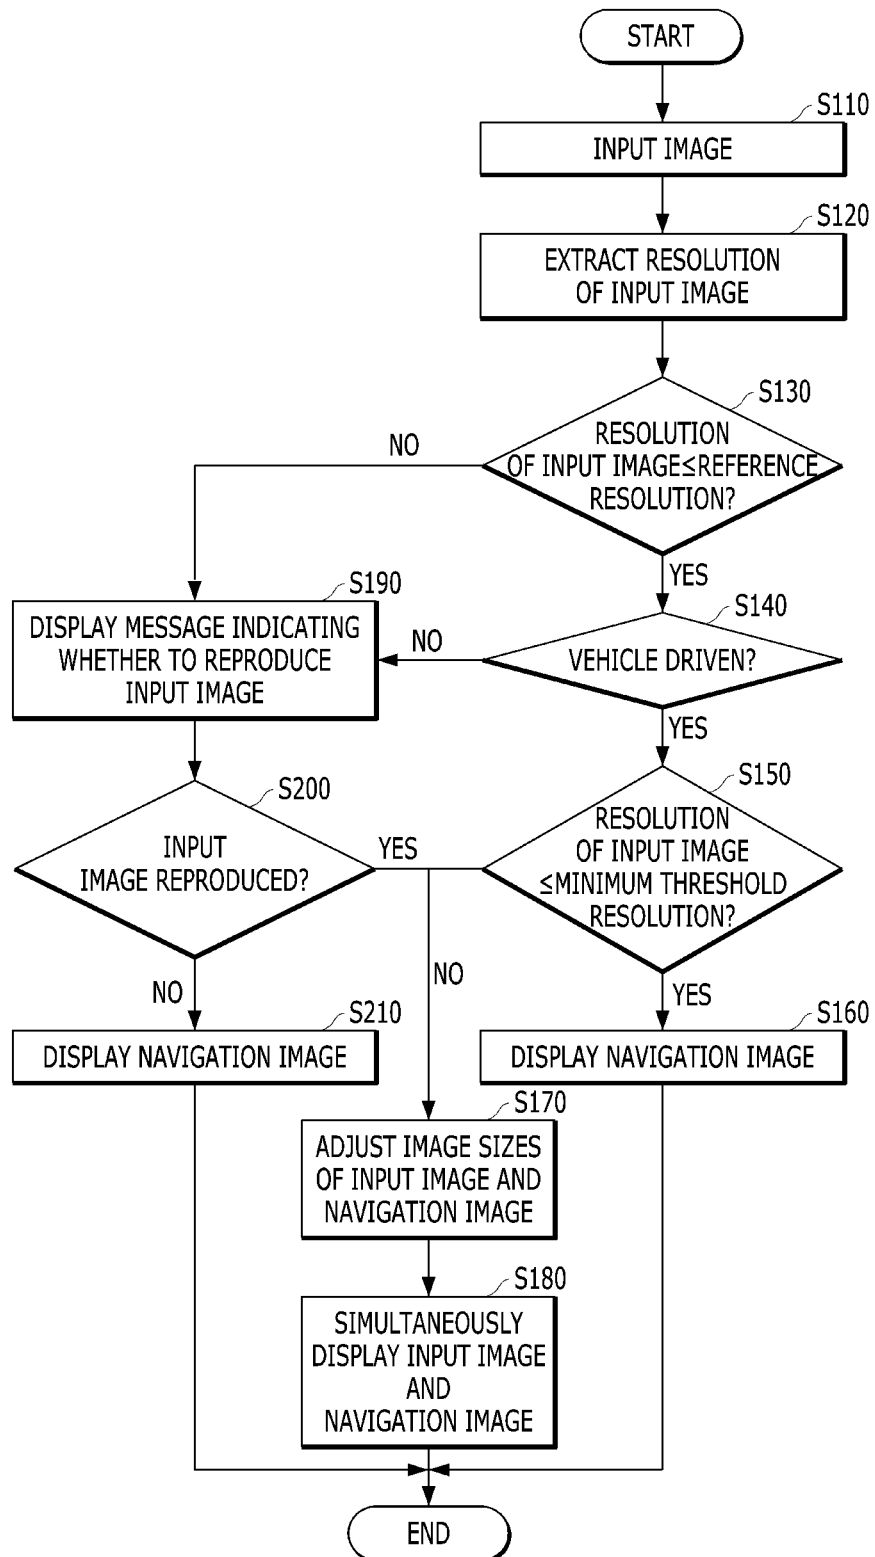 START
S110
INPUT IMAGE
S120
EXTRACT RESOLUTION
OF INPUT IMAGE
S130
RESOLUTION
OF INPUT IMAGE≤REFERENCE
RESOLUTION?
NO
YES
S190
DISPLAY MESSAGE INDICATING
WHETHER TO REPRODUCE
INPUT IMAGE
NO
S140
VEHICLE DRIVEN?
YES
S200
INPUT
IMAGE REPRODUCED?
YES
S150
RESOLUTION
OF INPUT IMAGE
≤MINIMUM THRESHOLD
RESOLUTION?
NO
NO
YES
S210
DISPLAY NAVIGATION IMAGE
S160
DISPLAY NAVIGATION IMAGE
S170
ADJUST IMAGE SIZES
OF INPUT IMAGE AND
NAVIGATION IMAGE
S180
SIMULTANEOUSLY
DISPLAY INPUT IMAGE
AND
NAVIGATION IMAGE
END